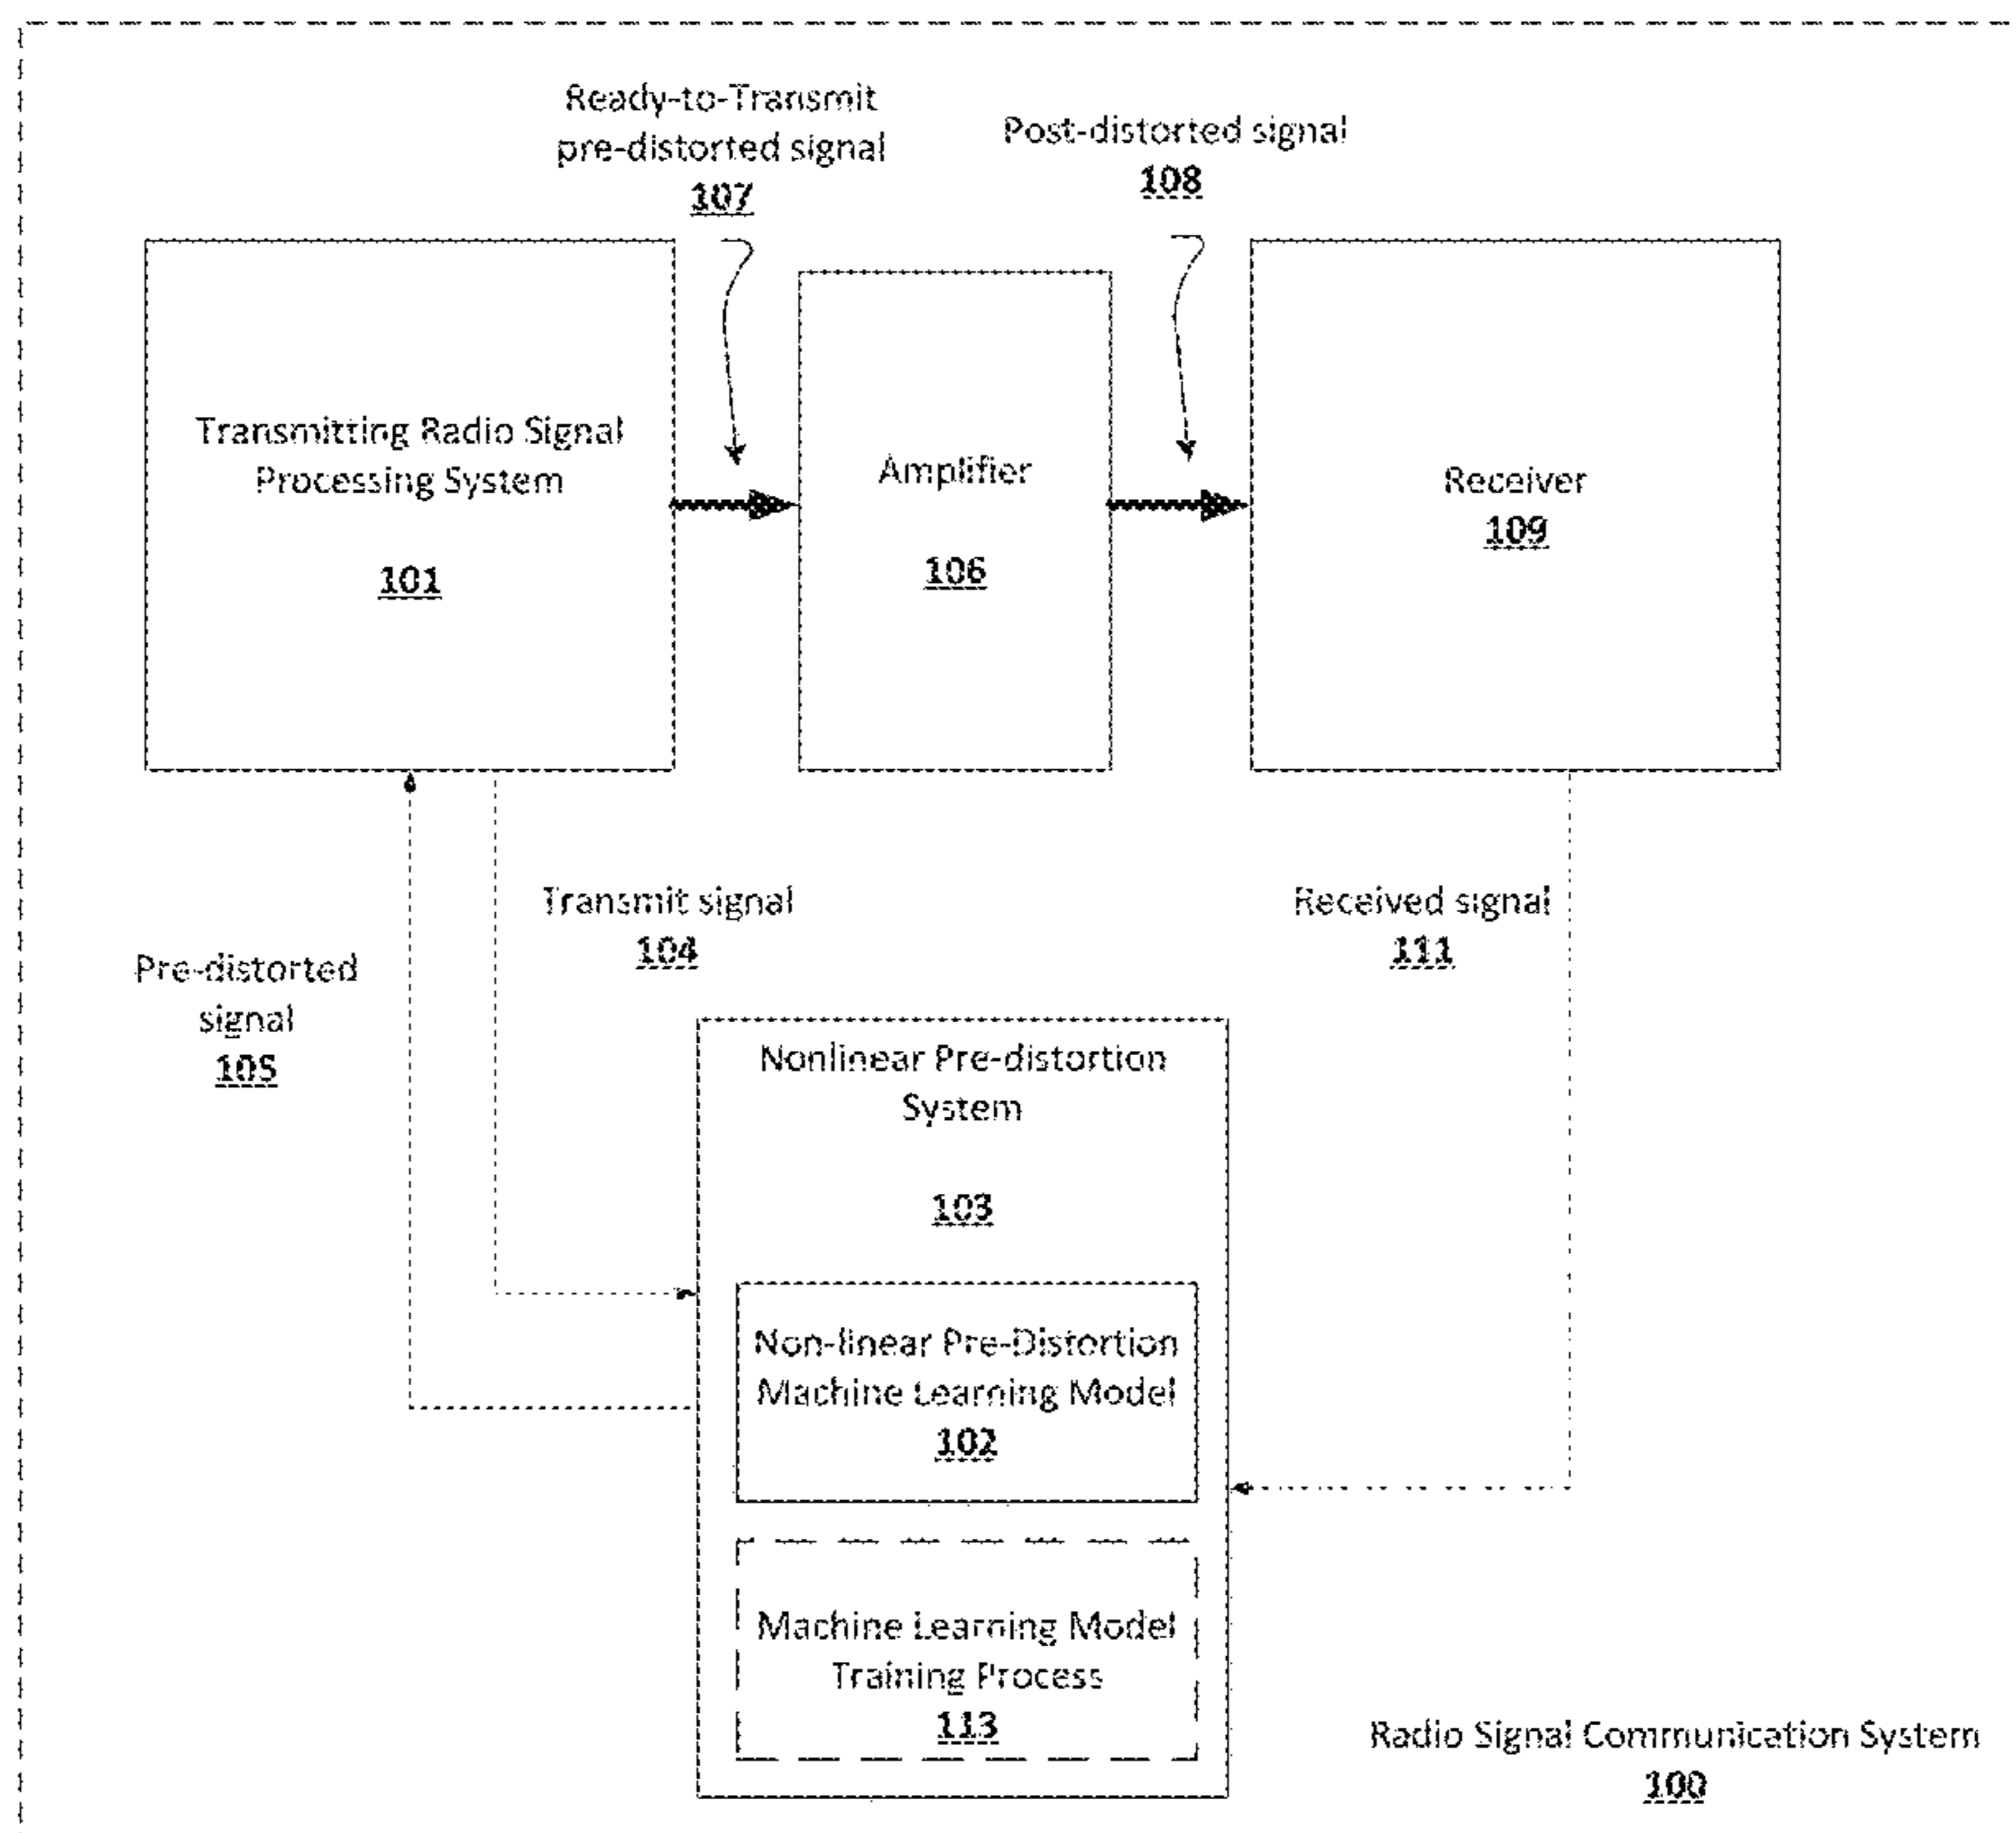 Ready-to-Transmit
pre-distorted signal
107
Post-distorted signal
108
Transmitting Radio Signal
Processing System
101
Amplifier
106
Receiver
109
Transmit signal
104
Received signal
111
Pre-distorted
signal
105
Nonlinear Pre-distortion
System
103
Non-linear Pre-Distortion
Machine Learning Model
102
Machine Learning Model
Training Process
113
Radio Signal Communication System
100